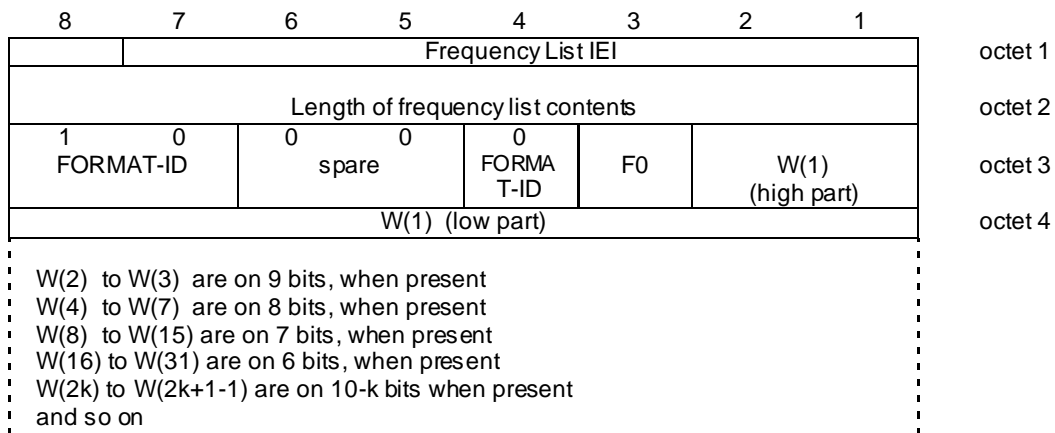 8 7 6 5 4 3 2 1
Frequency List IEI octet 1
Length of frequency list contents octet 2
1 0 0 0 0
FORMAT-ID spare FORMA F0 W(1) octet 3
T-ID (high part)
W(1) (low part) octet 4
W(2) to W(3) are on 9 bits, when present
W(4) to W(7) are on 8 bits, when present
W(8) to W(15) are on 7 bits, when present
W(16) to W(31) are on 6 bits, when present
W(2k) to W(2k+1-1) are on 10-k bits when present
and so on